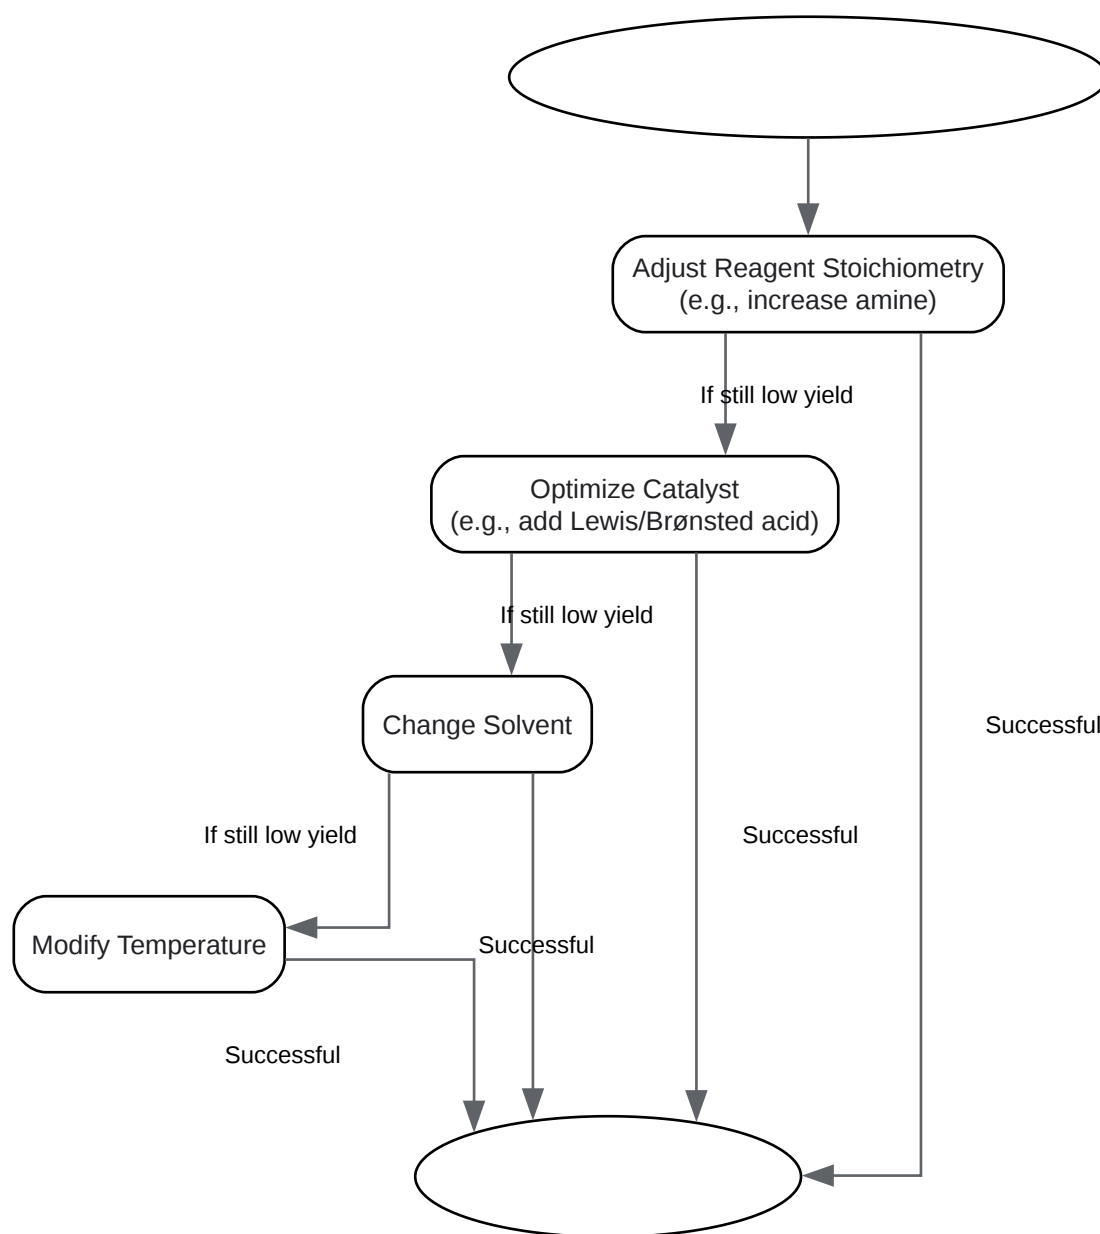 Adjust Reagent Stoichiometry
(e.g., increase amine)
If still low yield
Optimize Catalyst
(e.g., add Lewis/Brønsted acid)
If still low yield
Change Solvent
Successful
If still low yield
Successful
Modify Temperature
Successful
Successful